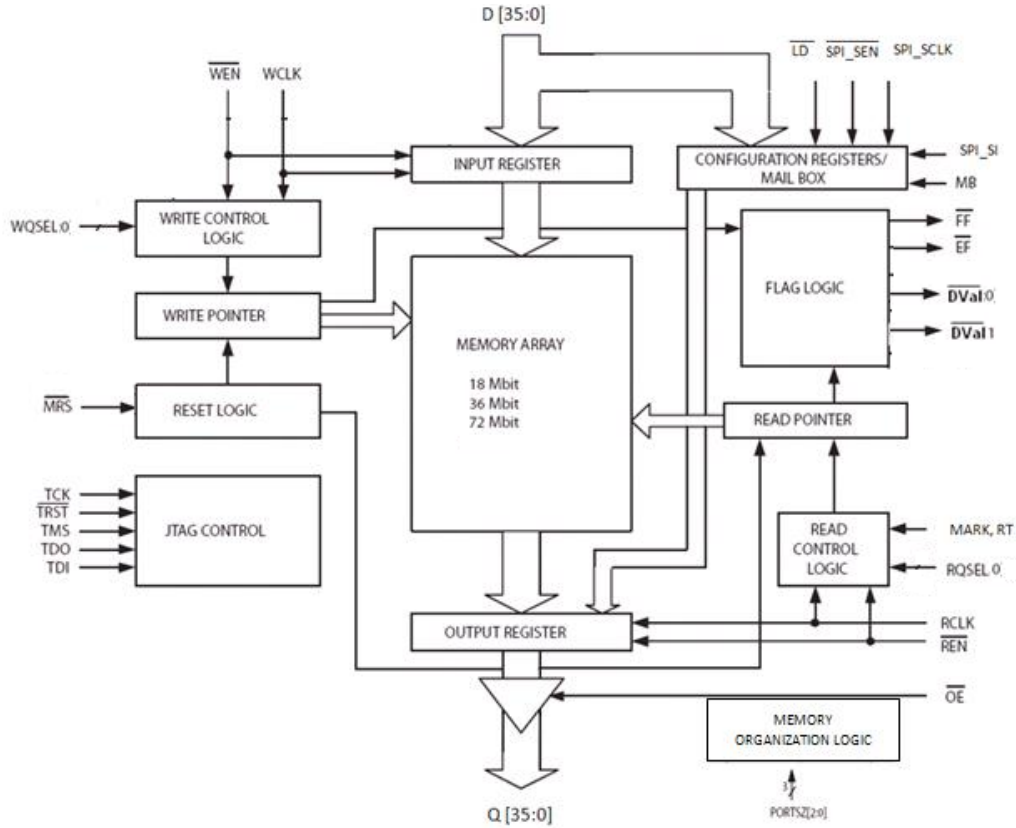 D [35:0]
WEN WCLK
LD SPI_SEN SPI_SCLK
INPUT REGISTER
CONFIGURATION REGISTERS/
MAIL BOX
SPI_SI
MB
WQSEL:0
WRITE CONTROL
LOGIC
FLAG LOGIC
FF
EF
DVal:0
DVal1
WRITE POINTER
MEMORY ARRAY
18 Mbit
36 Mbit
72 Mbit
MRS
RESET LOGIC
READ POINTER
TCK
TRST
TMS
TDO
TDI
JTAG CONTROL
READ
CONTROL
LOGIC
MARK, RT
RQSEL:0
OUTPUT REGISTER
RCLK
REN
OE
MEMORY
ORGANIZATION LOGIC
3
PORTSZ[2:0]
Q [35:0]